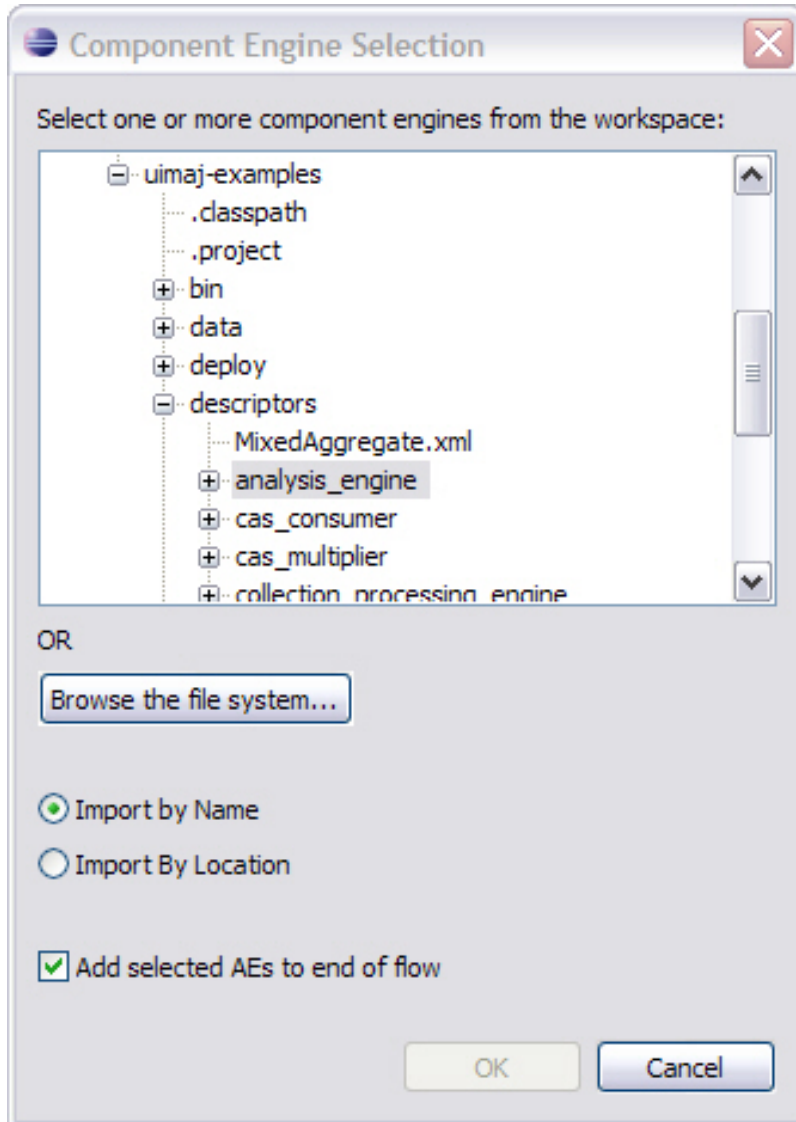 Component Engine Selection
Select one or more component engines from the workspace:
uimaj-examples
.classpath
.project
bin
data
deploy
descriptors
MixedAggregate.xml
analysis_engine
cas_consumer
cas_multiplier
collection_processing_engine
OR
Browse the file system...
Import by Name
Import By Location
Add selected AEs to end of flow
OK
Cancel